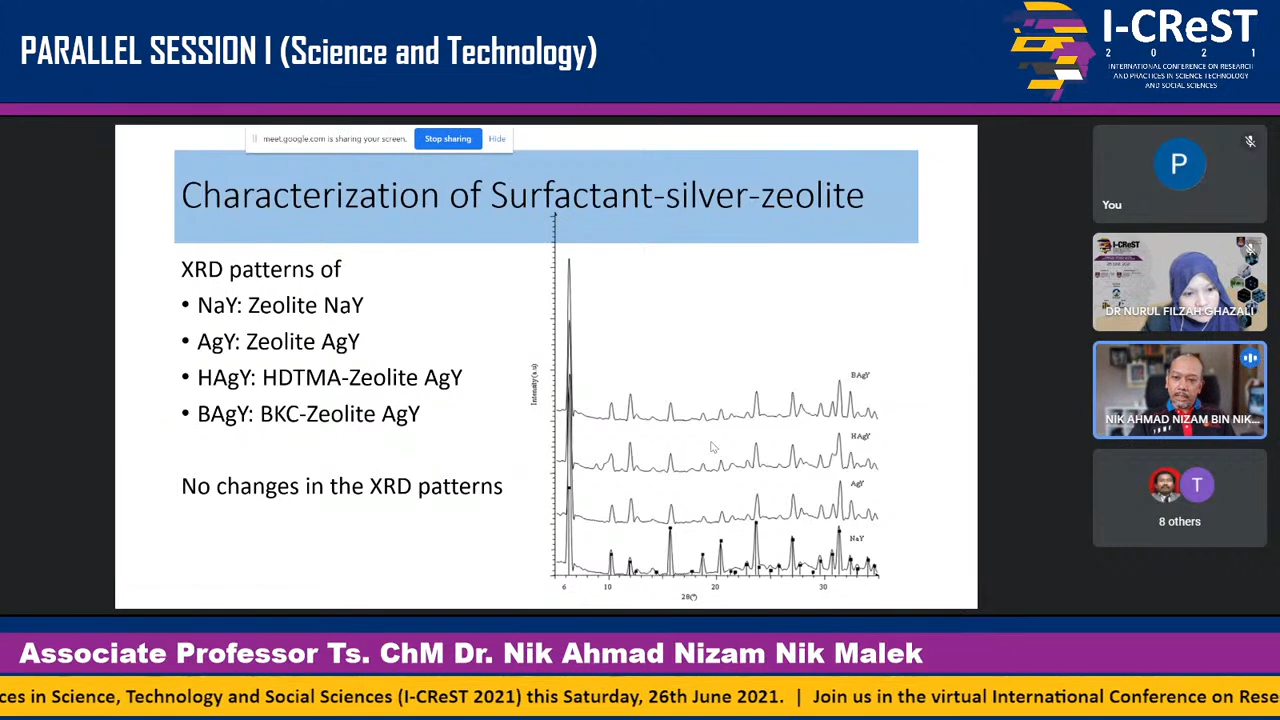 PARALLEL SESSION I (Science and Technology)
I-CReST
2 0 2 1
INTERNATIONAL CONFERENCE ON RESEARCH
AND PRACTICES IN SCIENCE TECHNOLOGY
AND SOCIAL SCIENCES
meet.google.com is sharing your screen.
Stop sharing
Hide
Characterization of Surfactant-silver-zeolite
XRD patterns of
• NaY: Zeolite NaY
• AgY: Zeolite AgY
• HAgY: HDTMA-Zeolite AgY
• BAgY: BKC-Zeolite AgY
No changes in the XRD patterns
Intensity (a.u)
BAgY
HAgY
AgY
NaY
6 10 20 30
2θ(°)
P
You
I-CReST
DR NURUL FILZAH GHAZALI
NIK AHMAD NIZAM BIN NIK...
T
8 others
Associate Professor Ts. ChM Dr. Nik Ahmad Nizam Nik Malek
ces in Science, Technology and Social Sciences (I-CReST 2021) this Saturday, 26th June 2021. | Join us in the virtual International Conference on Rese